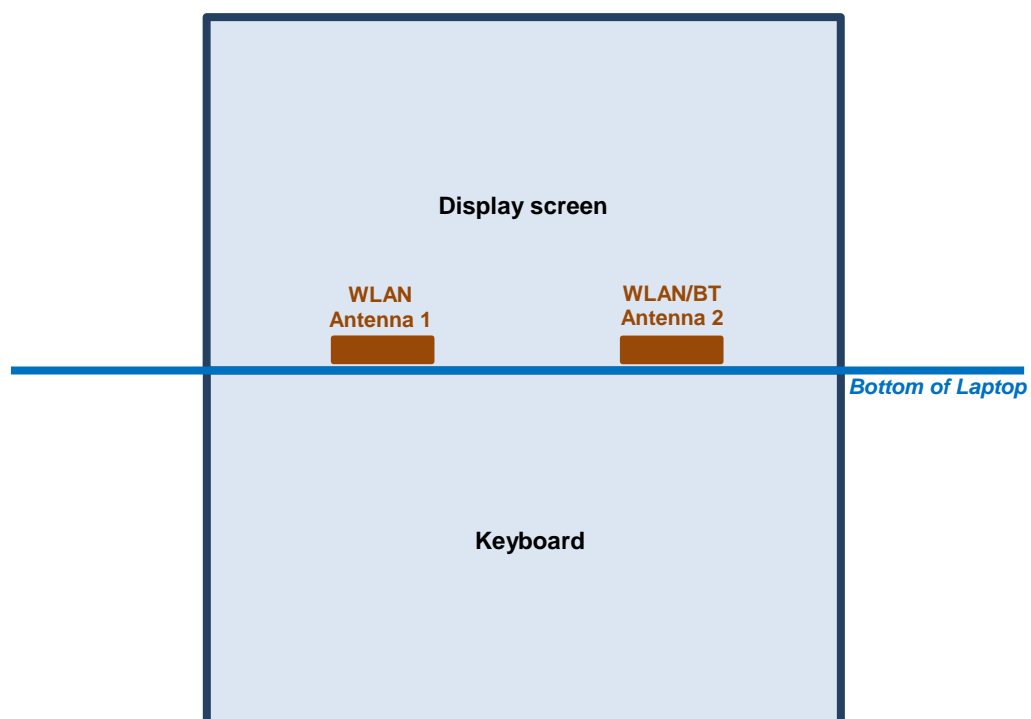 Display screen
WLAN
Antenna 1
WLAN/BT
Antenna 2
Bottom of Laptop
Keyboard